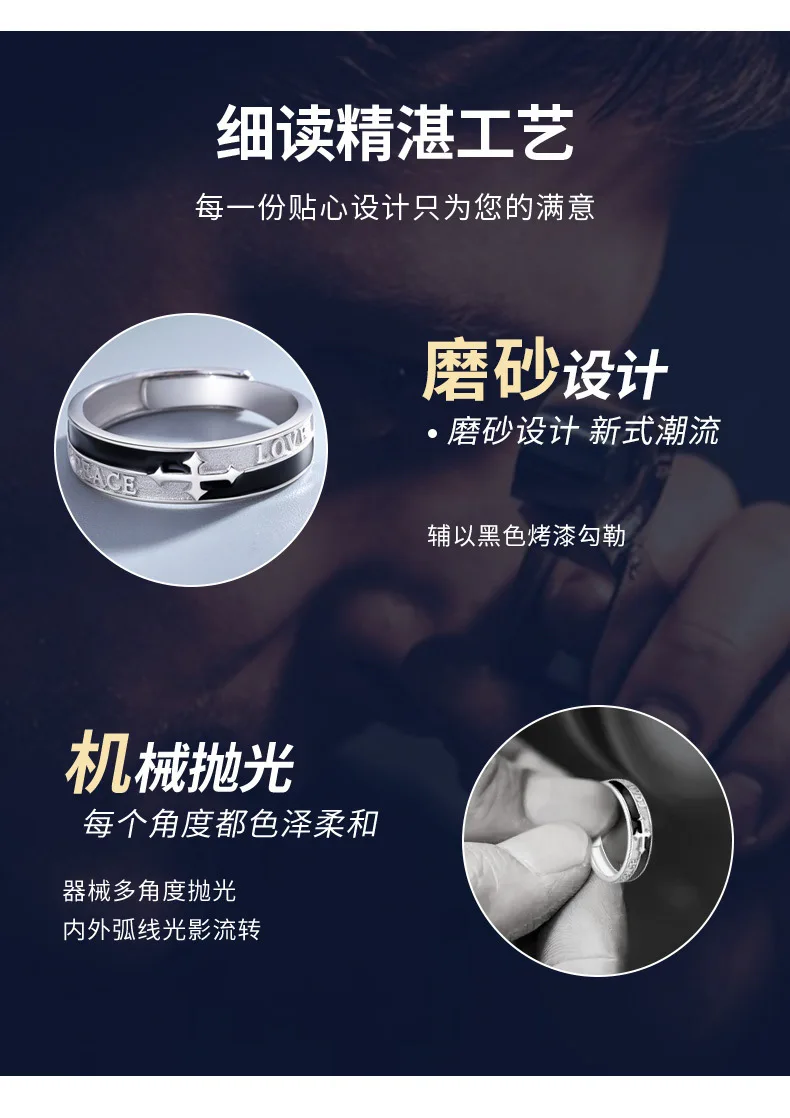 细读精湛工艺
每一份贴心设计只为您的满意
磨砂设计
• 磨砂设计 新式潮流
LOVE
PEACE
辅以黑色烤漆勾勒
机械抛光
每个角度都色泽柔和
器械多角度抛光
内外弧线光影流转